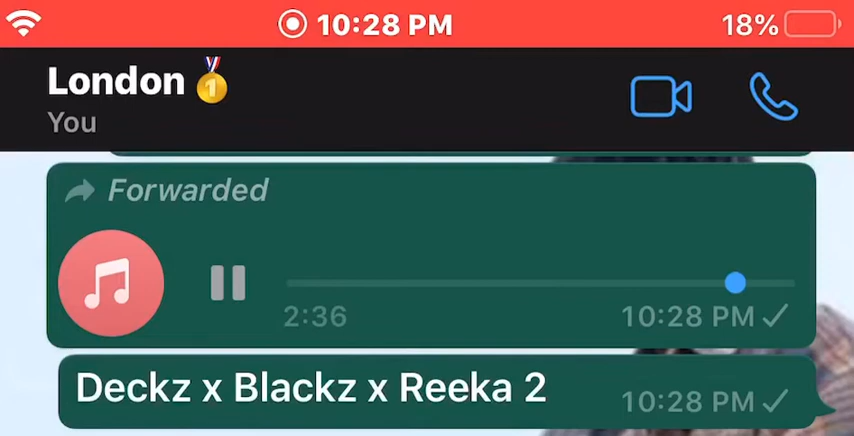 10:28 PM 18%
London🥇
You
Forwarded
2:36 10:28 PM
Deckz x Blackz x Reeka 2 10:28 PM